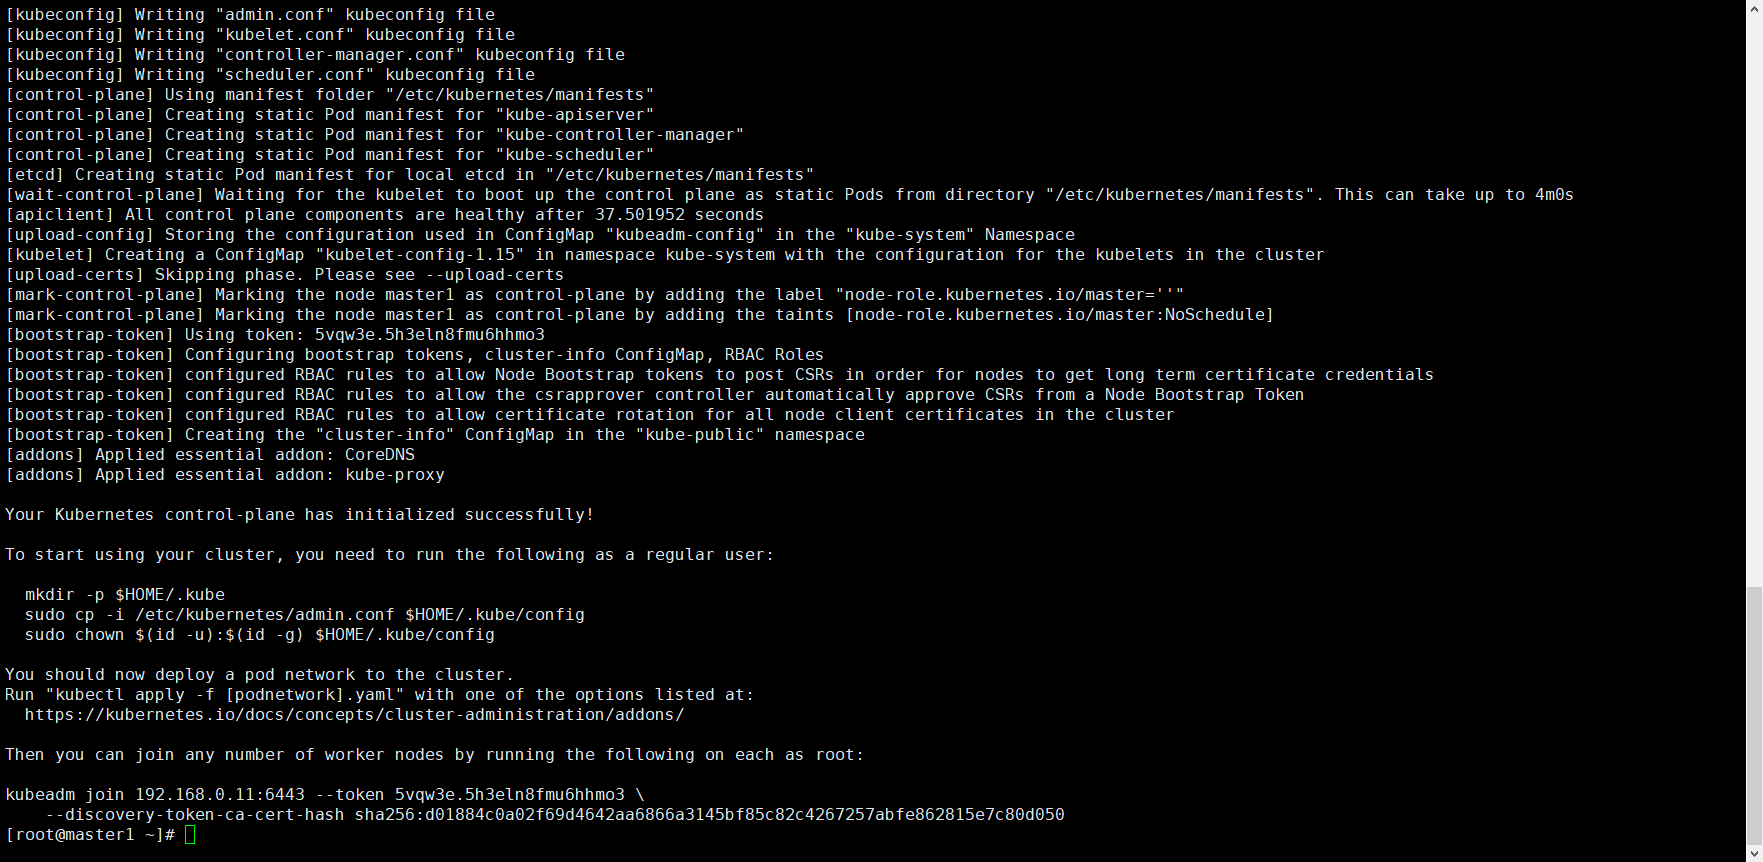 [kubeconfig] Writing "admin.conf" kubeconfig file
[kubeconfig] Writing "kubelet.conf" kubeconfig file
[kubeconfig] Writing "controller-manager.conf" kubeconfig file
[kubeconfig] Writing "scheduler.conf" kubeconfig file
[control-plane] Using manifest folder "/etc/kubernetes/manifests"
[control-plane] Creating static Pod manifest for "kube-apiserver"
[control-plane] Creating static Pod manifest for "kube-controller-manager"
[control-plane] Creating static Pod manifest for "kube-scheduler"
[etcd] Creating static Pod manifest for local etcd in "/etc/kubernetes/manifests"
[wait-control-plane] Waiting for the kubelet to boot up the control plane as static Pods from directory "/etc/kubernetes/manifests". This can take up to 4m0s
[apiclient] All control plane components are healthy after 37.501952 seconds
[upload-config] Storing the configuration used in ConfigMap "kubeadm-config" in the "kube-system" Namespace
[kubelet] Creating a ConfigMap "kubelet-config-1.15" in namespace kube-system with the configuration for the kubelets in the cluster
[upload-certs] Skipping phase. Please see --upload-certs
[mark-control-plane] Marking the node master1 as control-plane by adding the label "node-role.kubernetes.io/master=''"
[mark-control-plane] Marking the node master1 as control-plane by adding the taints [node-role.kubernetes.io/master:NoSchedule]
[bootstrap-token] Using token: 5vqw3e.5h3eln8fmu6hhmo3
[bootstrap-token] Configuring bootstrap tokens, cluster-info ConfigMap, RBAC Roles
[bootstrap-token] configured RBAC rules to allow Node Bootstrap tokens to post CSRs in order for nodes to get long term certificate credentials
[bootstrap-token] configured RBAC rules to allow the csrapprover controller automatically approve CSRs from a Node Bootstrap Token
[bootstrap-token] configured RBAC rules to allow certificate rotation for all node client certificates in the cluster
[bootstrap-token] Creating the "cluster-info" ConfigMap in the "kube-public" namespace
[addons] Applied essential addon: CoreDNS
[addons] Applied essential addon: kube-proxy
Your Kubernetes control-plane has initialized successfully!
To start using your cluster, you need to run the following as a regular user:
mkdir -p $HOME/.kube
sudo cp -i /etc/kubernetes/admin.conf $HOME/.kube/config
sudo chown $(id -u):$(id -g) $HOME/.kube/config
You should now deploy a pod network to the cluster.
Run "kubectl apply -f [podnetwork].yaml" with one of the options listed at:
https://kubernetes.io/docs/concepts/cluster-administration/addons/
Then you can join any number of worker nodes by running the following on each as root:
kubeadm join 192.168.0.11:6443 --token 5vqw3e.5h3eln8fmu6hhmo3 \
--discovery-token-ca-cert-hash sha256:d01884c0a02f69d4642aa6866a3145bf85c82c4267257abfe862815e7c80d050
[root@master1 ~]#